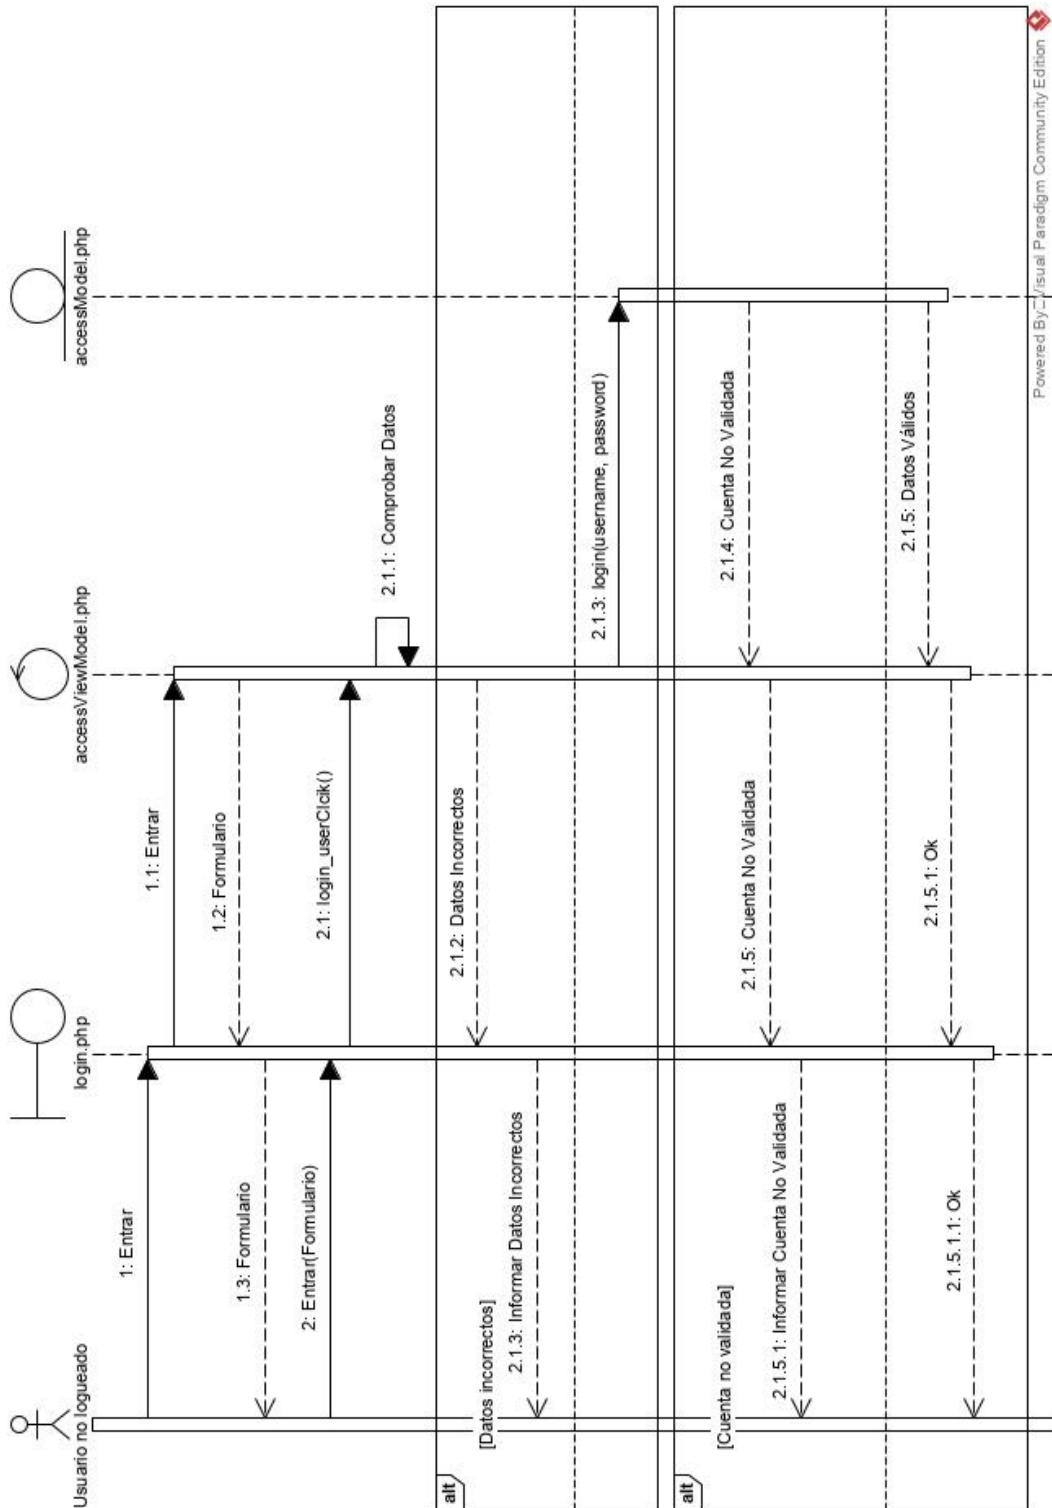 Usuario no logueado
login.php
accessViewModel.php
accessModel.php
1: Entrar
1.1: Entrar
1.2: Formulario
1.3: Formulario
2: Entrar(Formulario)
2.1: login_userClcik()
2.1.1: Comprobar Datos
alt
[Datos incorrectos]
2.1.2: Datos Incorrectos
2.1.3: Informar Datos Incorrectos
2.1.3: login(username, password)
alt
[Cuenta no validada]
2.1.4: Cuenta No Validada
2.1.5: Cuenta No Validada
2.1.5.1: Informar Cuenta No Validada
2.1.5: Datos Válidos
2.1.5.1: Ok
2.1.5.1.1: Ok
Powered By Visual Paradigm Community Edition